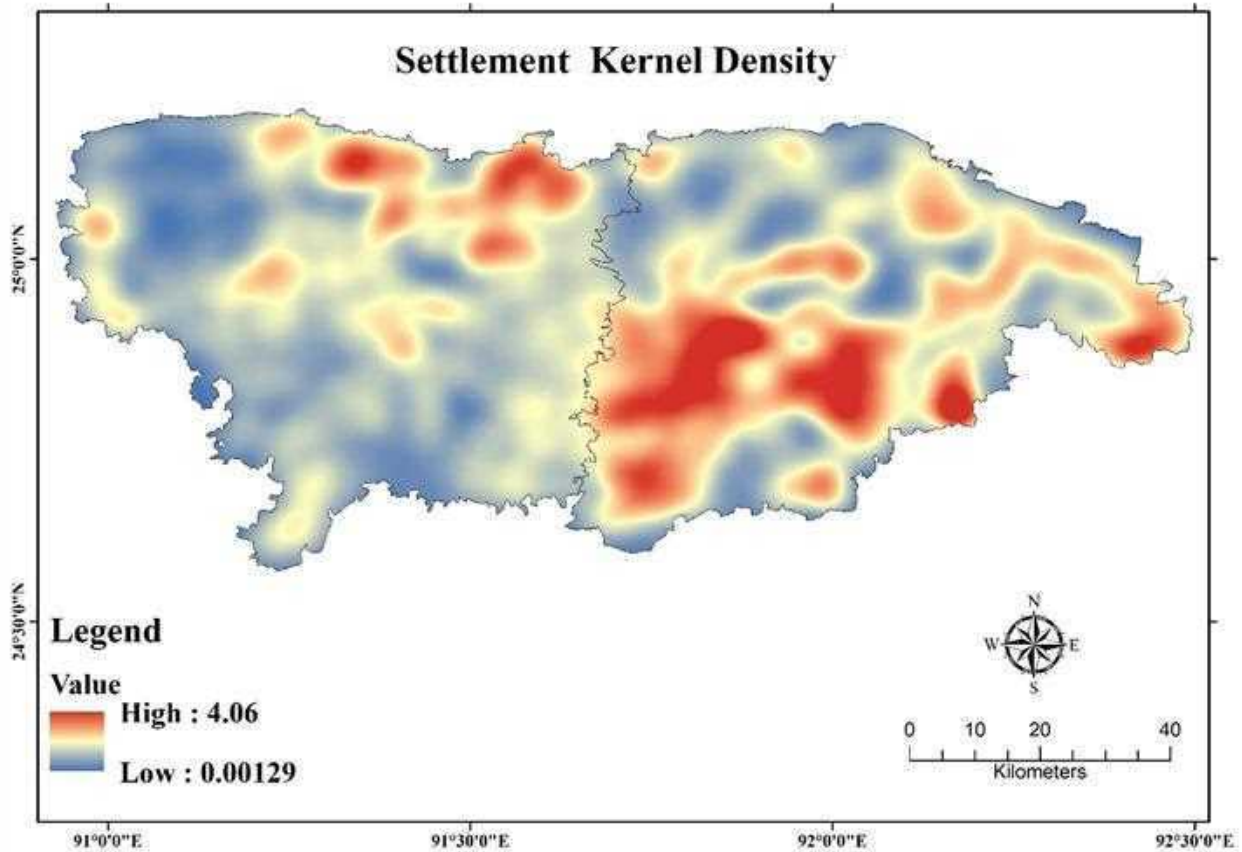 Settlement Kernel Density
25°0'0"N
24°30'0"N
Legend
Value
High : 4.06
Low : 0.00129
N
W E
S
0 10 20 40
Kilometers
91°0'0"E 91°30'0"E 92°0'0"E 92°30'0"E